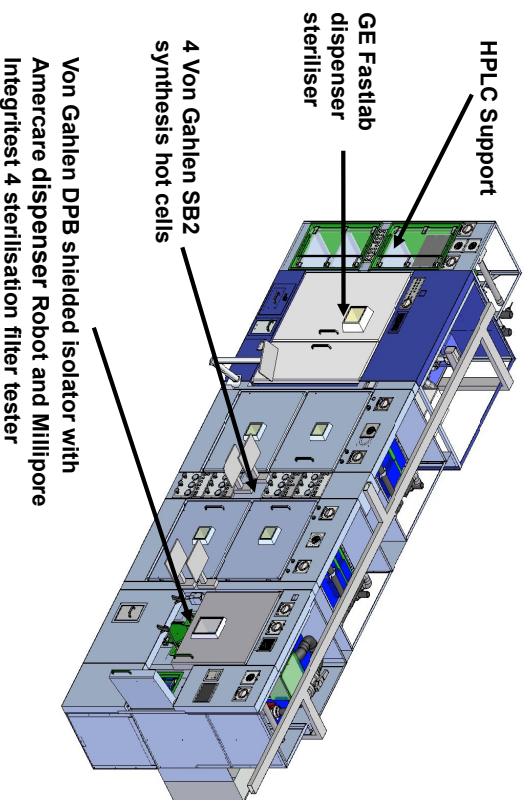 HPLC Support
GE Fastlab
dispenser
steriliser
4 Von Gahlen SB2
synthesis hot cells
Von Gahlen DPB shielded isolator with
Amercare dispenser Robot and Millipore
Integritest 4 sterilisation filter tester